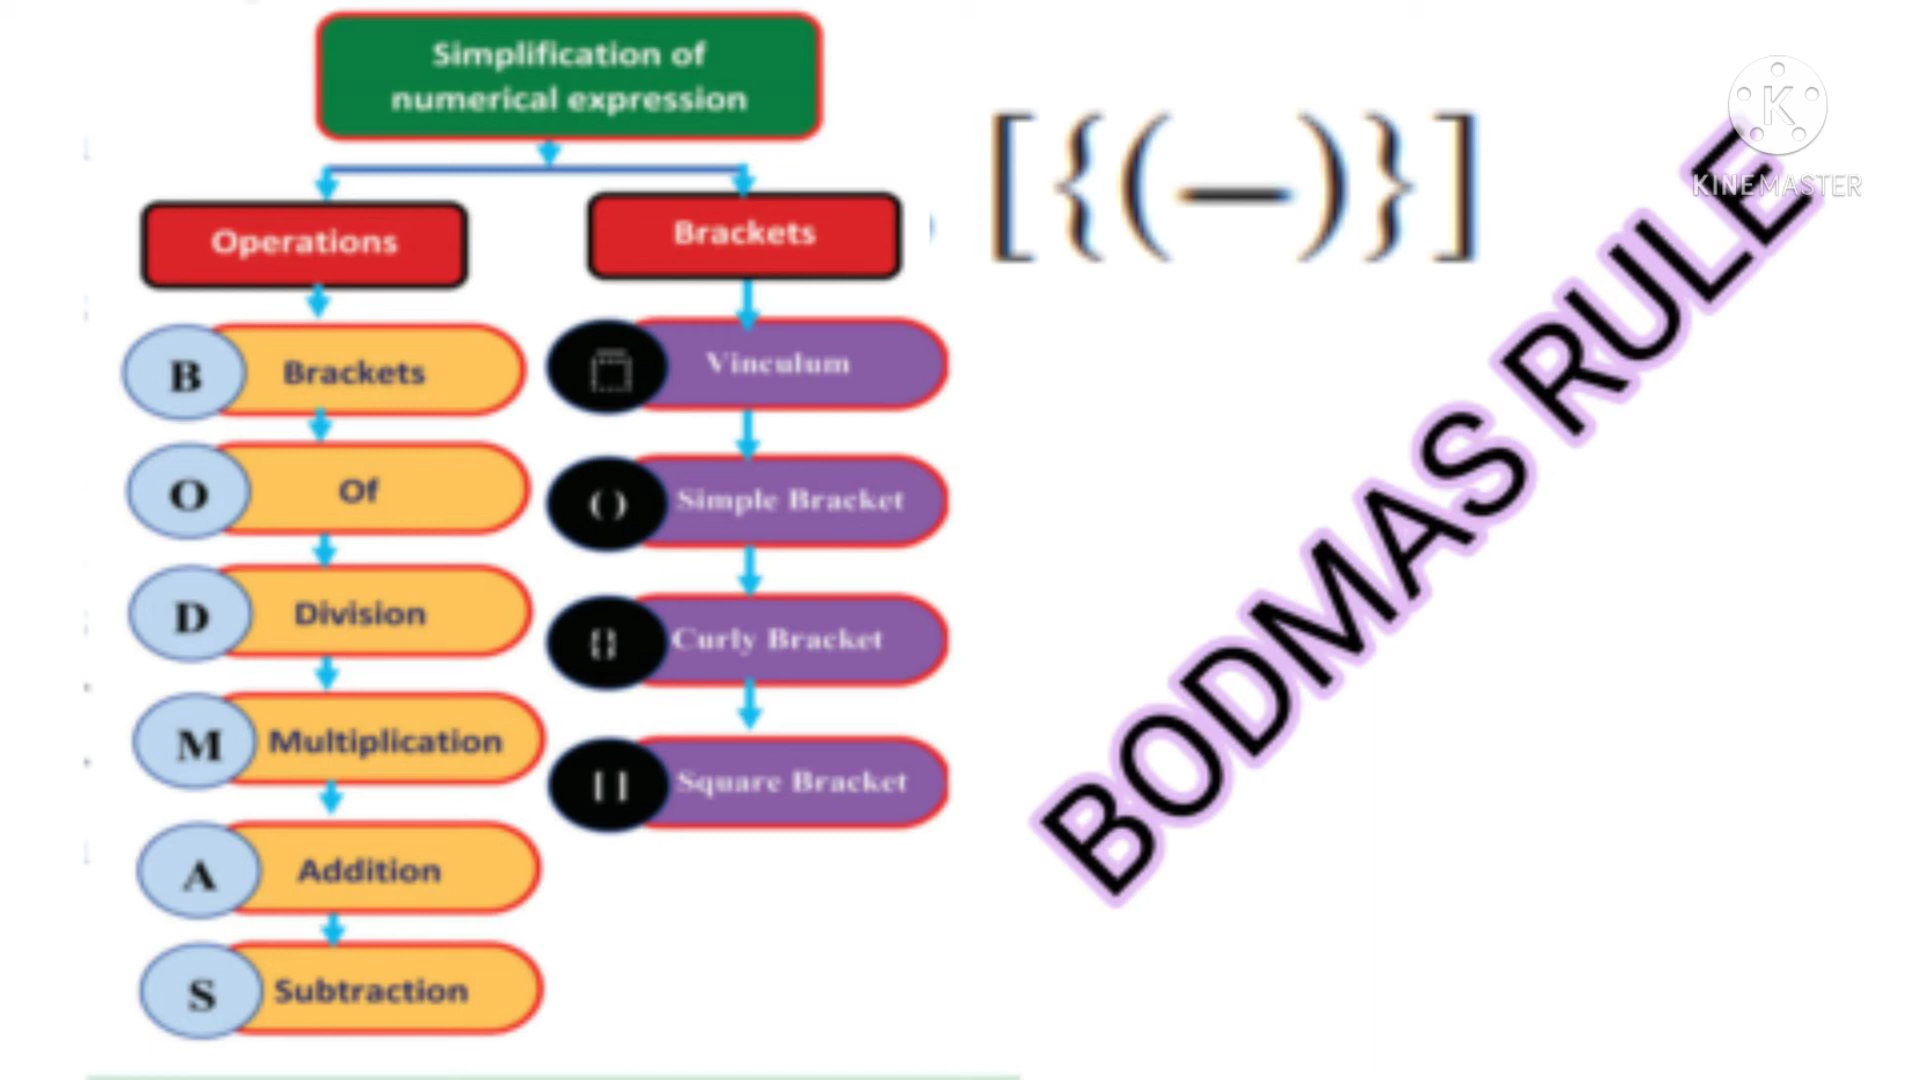 Simplification of
numerical expression
Operations
B Brackets
O Of
D Division
M Multiplication
A Addition
S Subtraction
Brackets
Vinculum
( ) Simple Bracket
{} Curly Bracket
[ ] Square Bracket
[{(—)}]
BODMAS RULE
K
KINEMASTER